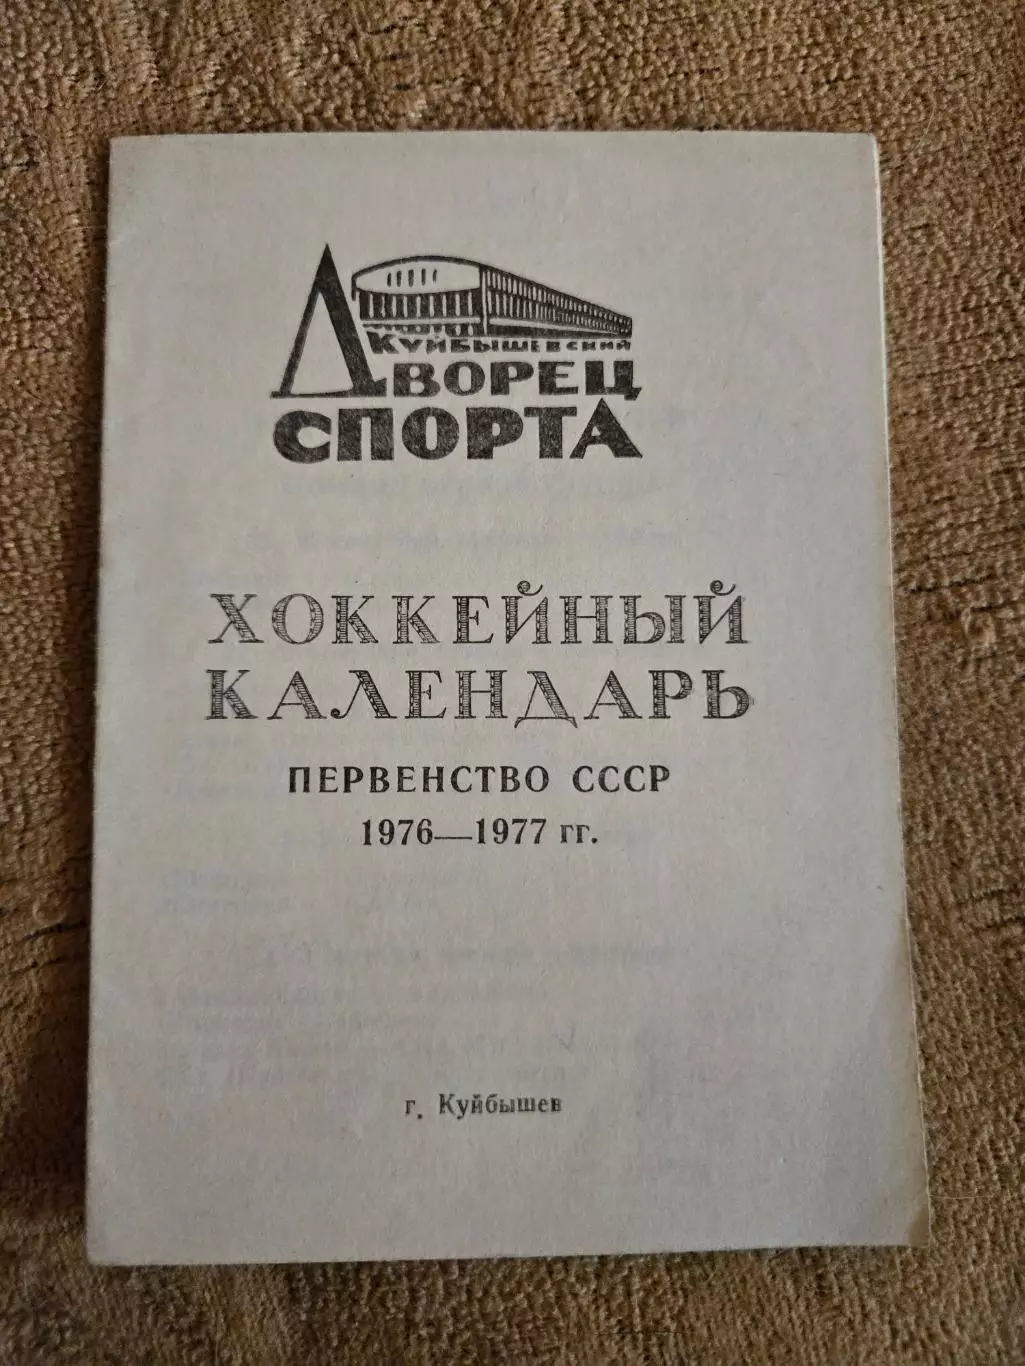 КУЙБЫШЕВСКИЙ
ДВОРЕЦ
СПОРТА
ХОККЕЙНЫЙ
КАЛЕНДАРЬ
ПЕРВЕНСТВО СССР
1976—1977 гг.
г. Куйбышев